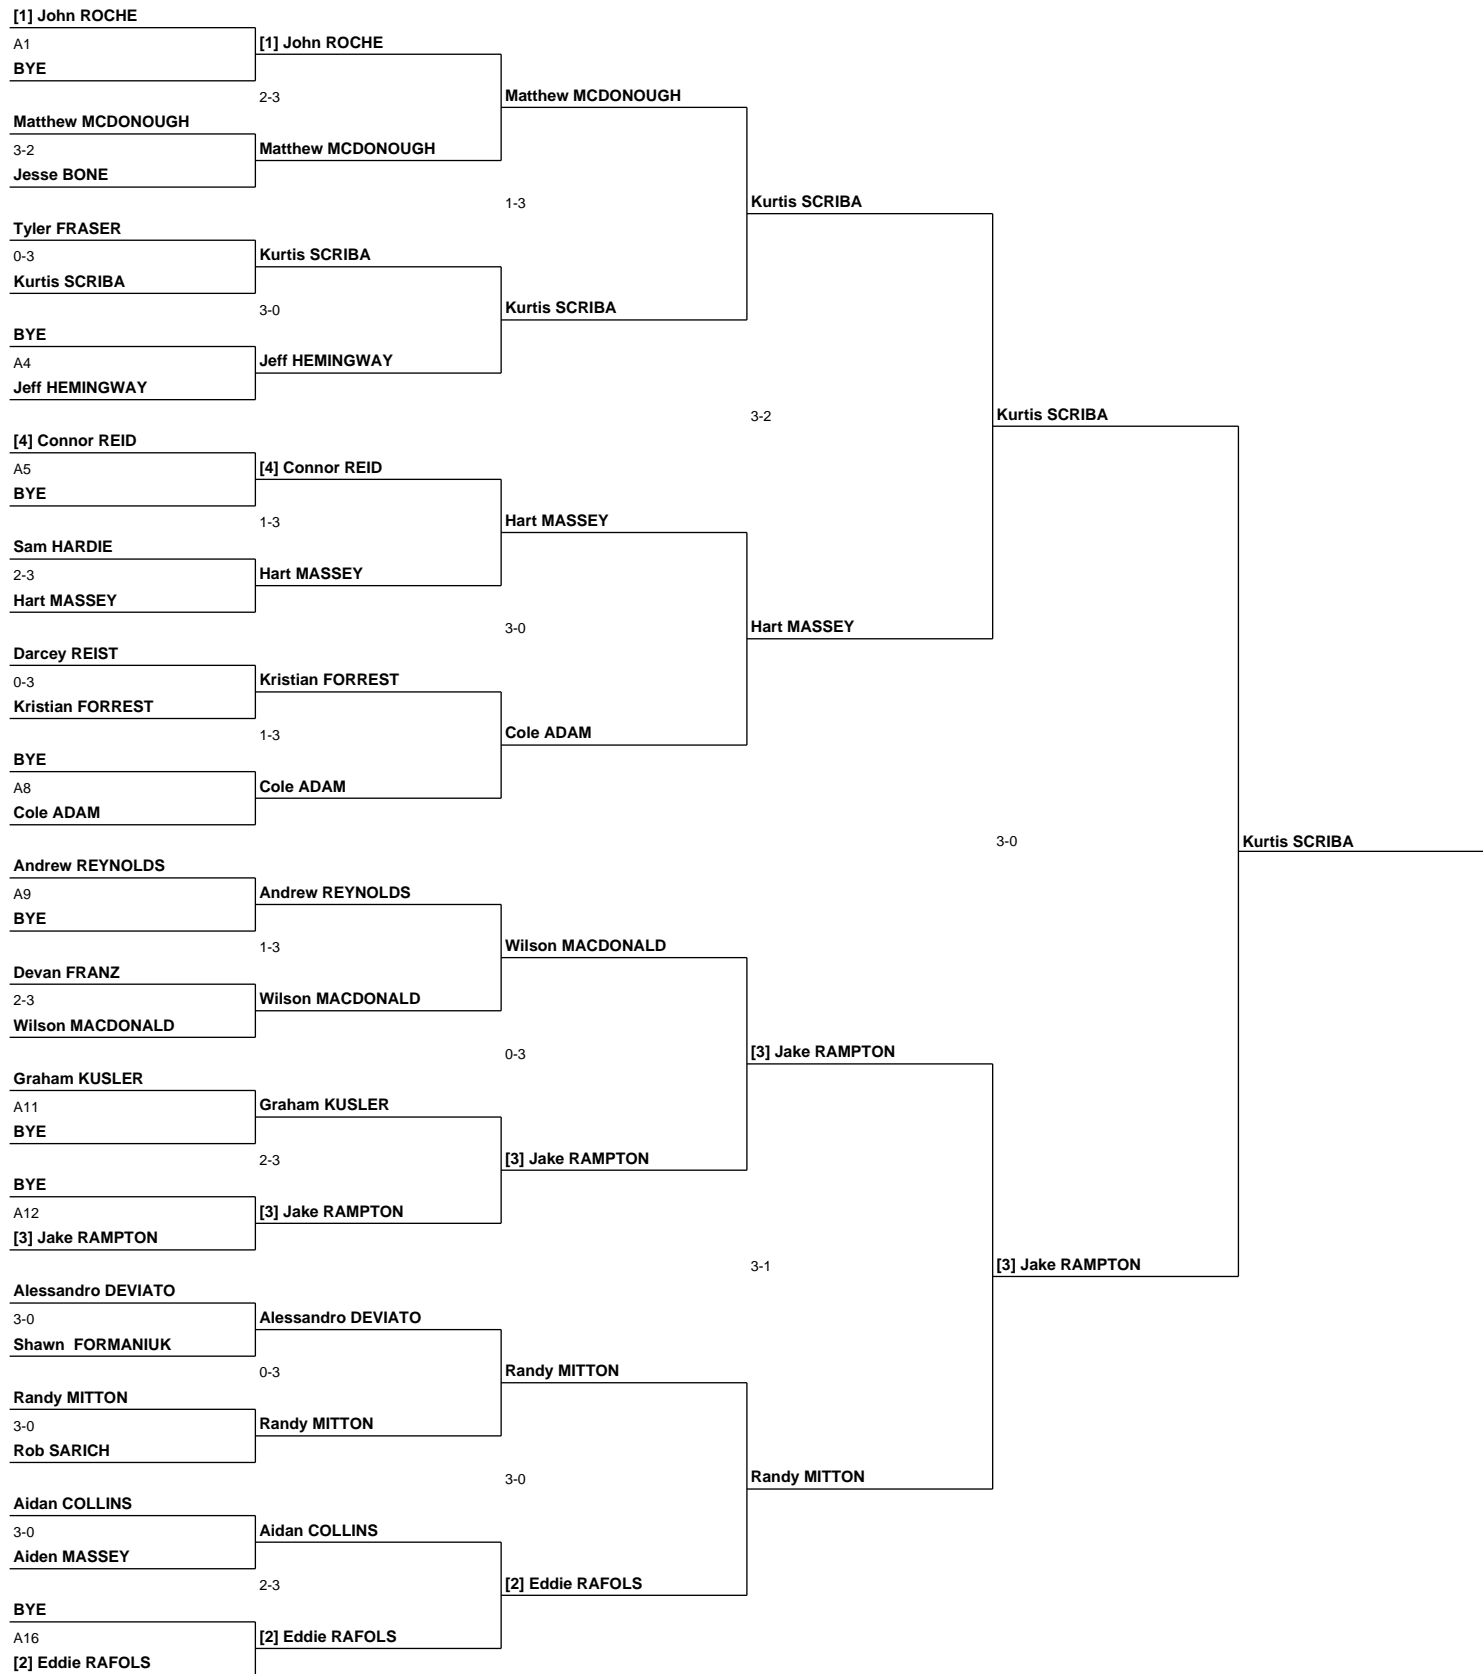 [1] John ROCHE
A1
BYE
Matthew MCDONOUGH
3-2
Jesse BONE
Tyler FRASER
0-3
Kurtis SCRIBA
BYE
A4
Jeff HEMINGWAY
[4] Connor REID
A5
BYE
Sam HARDIE
2-3
Hart MASSEY
Darcey REIST
0-3
Kristian FORREST
BYE
A8
Cole ADAM
Andrew REYNOLDS
A9
BYE
Devan FRANZ
2-3
Wilson MACDONALD
Graham KUSLER
A11
BYE
BYE
A12
[3] Jake RAMPTON
Alessandro DEVIATO
3-0
Shawn  FORMANIUK
Randy MITTON
3-0
Rob SARICH
Aidan COLLINS
3-0
Aiden MASSEY
BYE
A16
[2] Eddie RAFOLS
[1] John ROCHE
2-3
Matthew MCDONOUGH
Kurtis SCRIBA
3-0
Jeff HEMINGWAY
[4] Connor REID
1-3
Hart MASSEY
Kristian FORREST
1-3
Cole ADAM
Andrew REYNOLDS
1-3
Wilson MACDONALD
Graham KUSLER
2-3
[3] Jake RAMPTON
Alessandro DEVIATO
0-3
Randy MITTON
Aidan COLLINS
2-3
[2] Eddie RAFOLS
Matthew MCDONOUGH
1-3
Kurtis SCRIBA
Hart MASSEY
3-0
Cole ADAM
Wilson MACDONALD
0-3
[3] Jake RAMPTON
Randy MITTON
3-0
[2] Eddie RAFOLS
Kurtis SCRIBA
3-2
Hart MASSEY
[3] Jake RAMPTON
3-1
Randy MITTON
Kurtis SCRIBA
3-0
[3] Jake RAMPTON
Kurtis SCRIBA